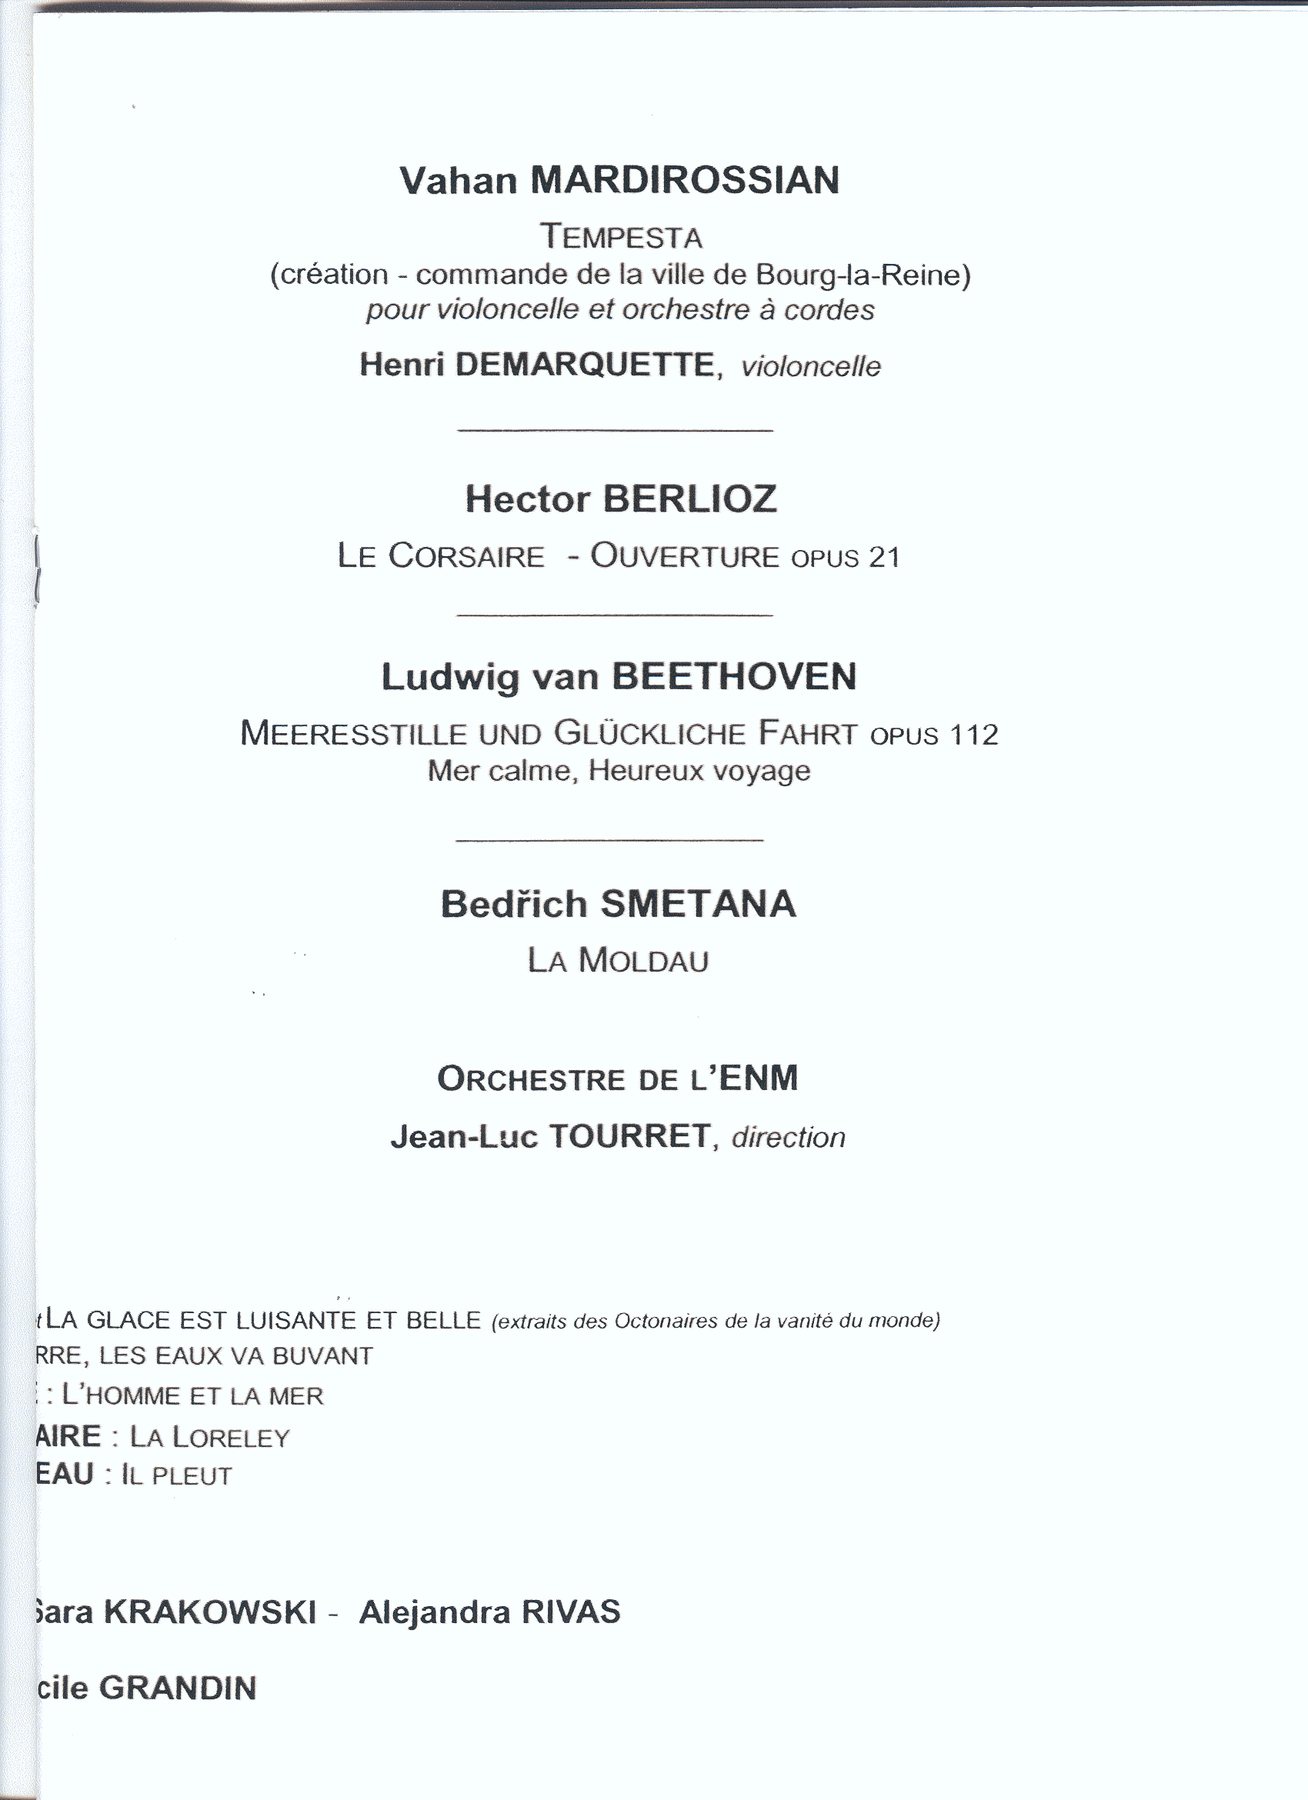 Vahan MARDIROSSIAN
TEMPESTA
(création - commande de la ville de Bourg-la-Reine)
pour violoncelle et orchestre à cordes
Henri DEMARQUETTE, violoncelle
Hector BERLIOZ
LE CORSAIRE - OUVERTURE OPUS 21
Ludwig van BEETHOVEN
MEERESSTILLE UND GLÜCKLICHE FAHRT OPUS 112
Mer calme, Heureux voyage
Bedřich SMETANA
LA MOLDAU
ORCHESTRE DE L'ENM
Jean-Luc TOURRET, direction
LA GLACE EST LUISANTE ET BELLE (extraits des Octonaires de la vanité du monde)
RRE, LES EAUX VA BUVANT
: L'HOMME ET LA MER
AIRE : LA LORELEY
EAU : IL PLEUT
Sara KRAKOWSKI - Alejandra RIVAS
cile GRANDIN